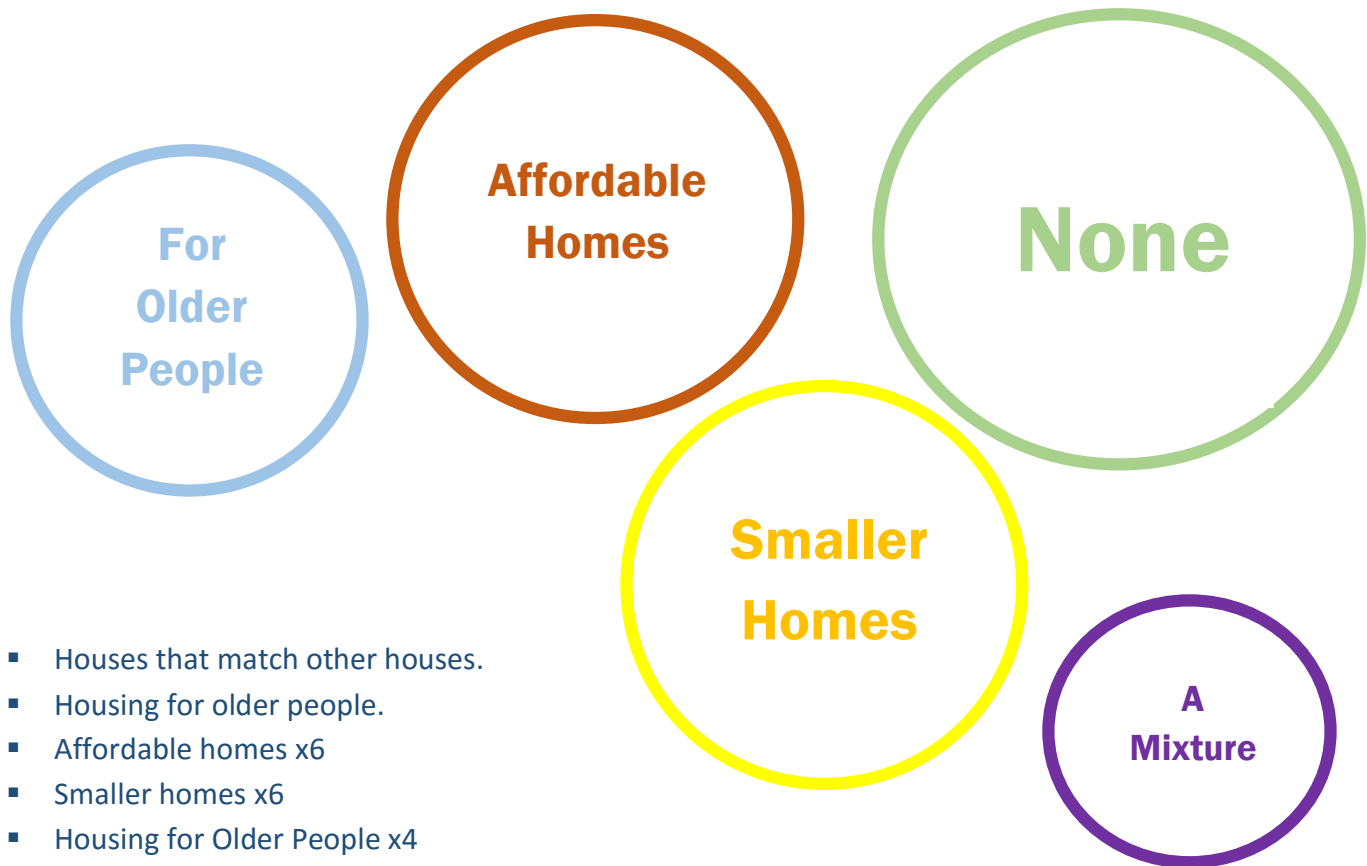 For
Older
People
Affordable
Homes
None
Smaller
Homes
A
Mixture
▪ Houses that match other houses.
▪ Housing for older people.
▪ Affordable homes x6
▪ Smaller homes x6
▪ Housing for Older People x4